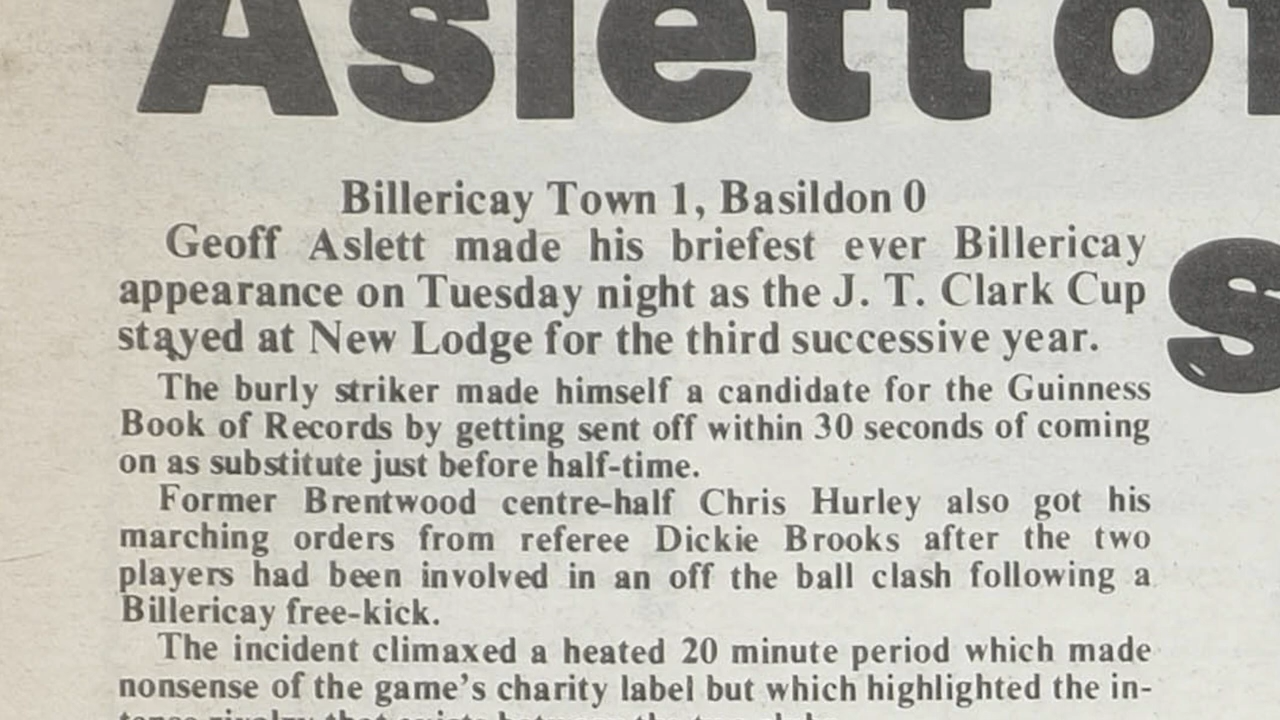 Aslett of
Billericay Town 1, Basildon 0
Geoff Aslett made his briefest ever Billericay
appearance on Tuesday night as the J. T. Clark Cup
stayed at New Lodge for the third successive year.
The burly striker made himself a candidate for the Guinness
Book of Records by getting sent off within 30 seconds of coming
on as substitute just before half-time.
Former Brentwood centre-half Chris Hurley also got his
marching orders from referee Dickie Brooks after the two
players had been involved in an off the ball clash following a
Billericay free-kick.
The incident climaxed a heated 20 minute period which made
nonsense of the game's charity label but which highlighted the in-